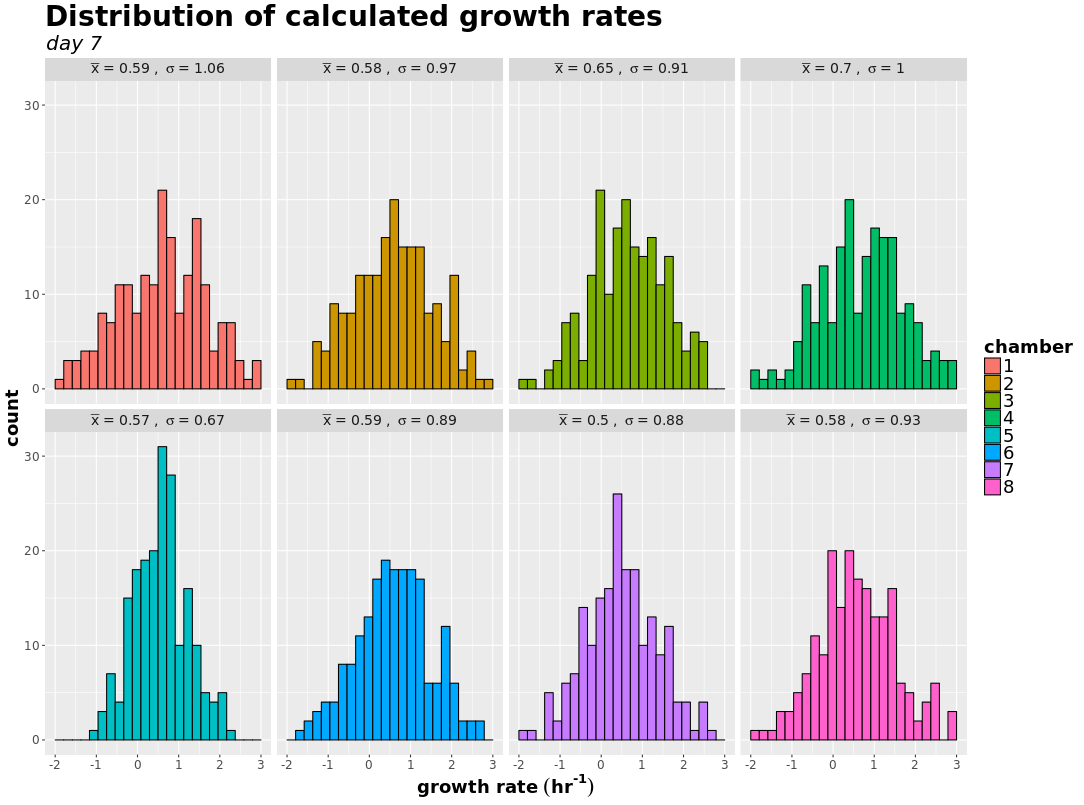 Distribution of calculated growth rates
day 7
x̅ = 0.59 , σ = 1.06
x̅ = 0.58 , σ = 0.97
x̅ = 0.65 , σ = 0.91
x̅ = 0.7 , σ = 1
30
20
10
0
x̅ = 0.57 , σ = 0.67
x̅ = 0.59 , σ = 0.89
x̅ = 0.5 , σ = 0.88
x̅ = 0.58 , σ = 0.93
30
20
10
0
-2 -1 0 1 2 3
-2 -1 0 1 2 3
-2 -1 0 1 2 3
-2 -1 0 1 2 3
growth rate (hr⁻¹)
count
chamber
1
2
3
4
5
6
7
8